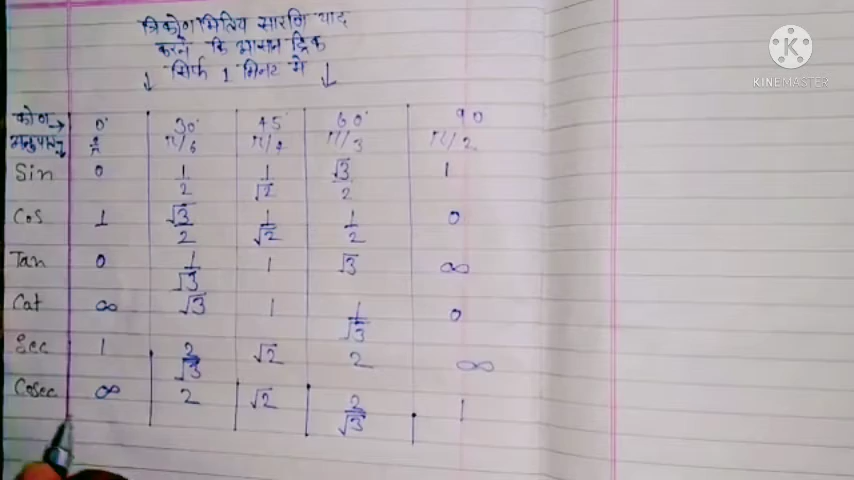 त्रिकोणमितिय सारणि याद
करने कि आसान ट्रिक
सिर्फ 1 मिनट मे
↓ ↓
K
KINEMASTER
कोण→ 0° 30° 45° 60° 90
अनुपात↓ π/6 π/4 π/3 π/2
Sin 0 1/2 1/√2 √3/2 1
Cos 1 √3/2 1/√2 1/2 0
Tan 0 1/√3 1 √3 ∞
Cat ∞ √3 1 1/√3 0
Sec 1 2/√3 √2 2 ∞
Cosec ∞ 2 √2 2/√3 1